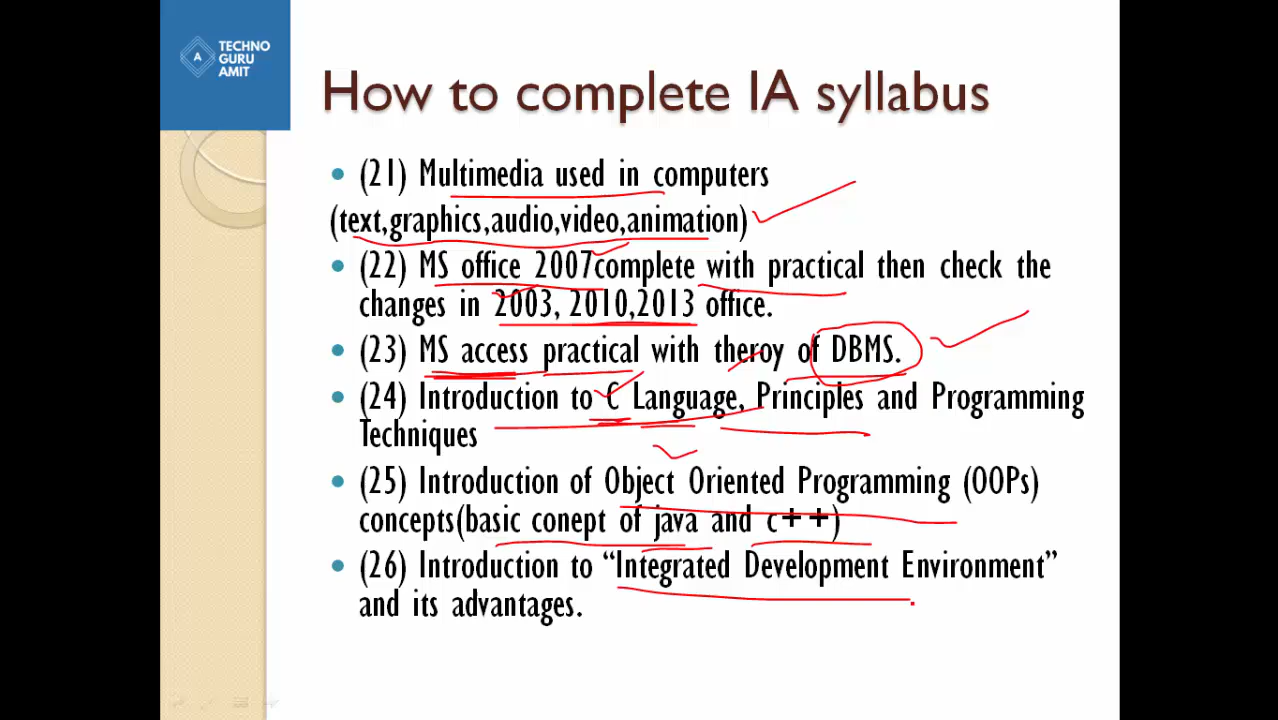 TECHNO
GURU
AMIT
A
How to complete IA syllabus
(21) Multimedia used in computers
(text,graphics,audio,video,animation)
(22) MS office 2007complete with practical then check the
changes in 2003, 2010,2013 office.
(23) MS access practical with theroy of DBMS.
(24) Introduction to C Language, Principles and Programming
Techniques
(25) Introduction of Object Oriented Programming (OOPs)
concepts(basic conept of java and c++)
(26) Introduction to “Integrated Development Environment”
and its advantages.